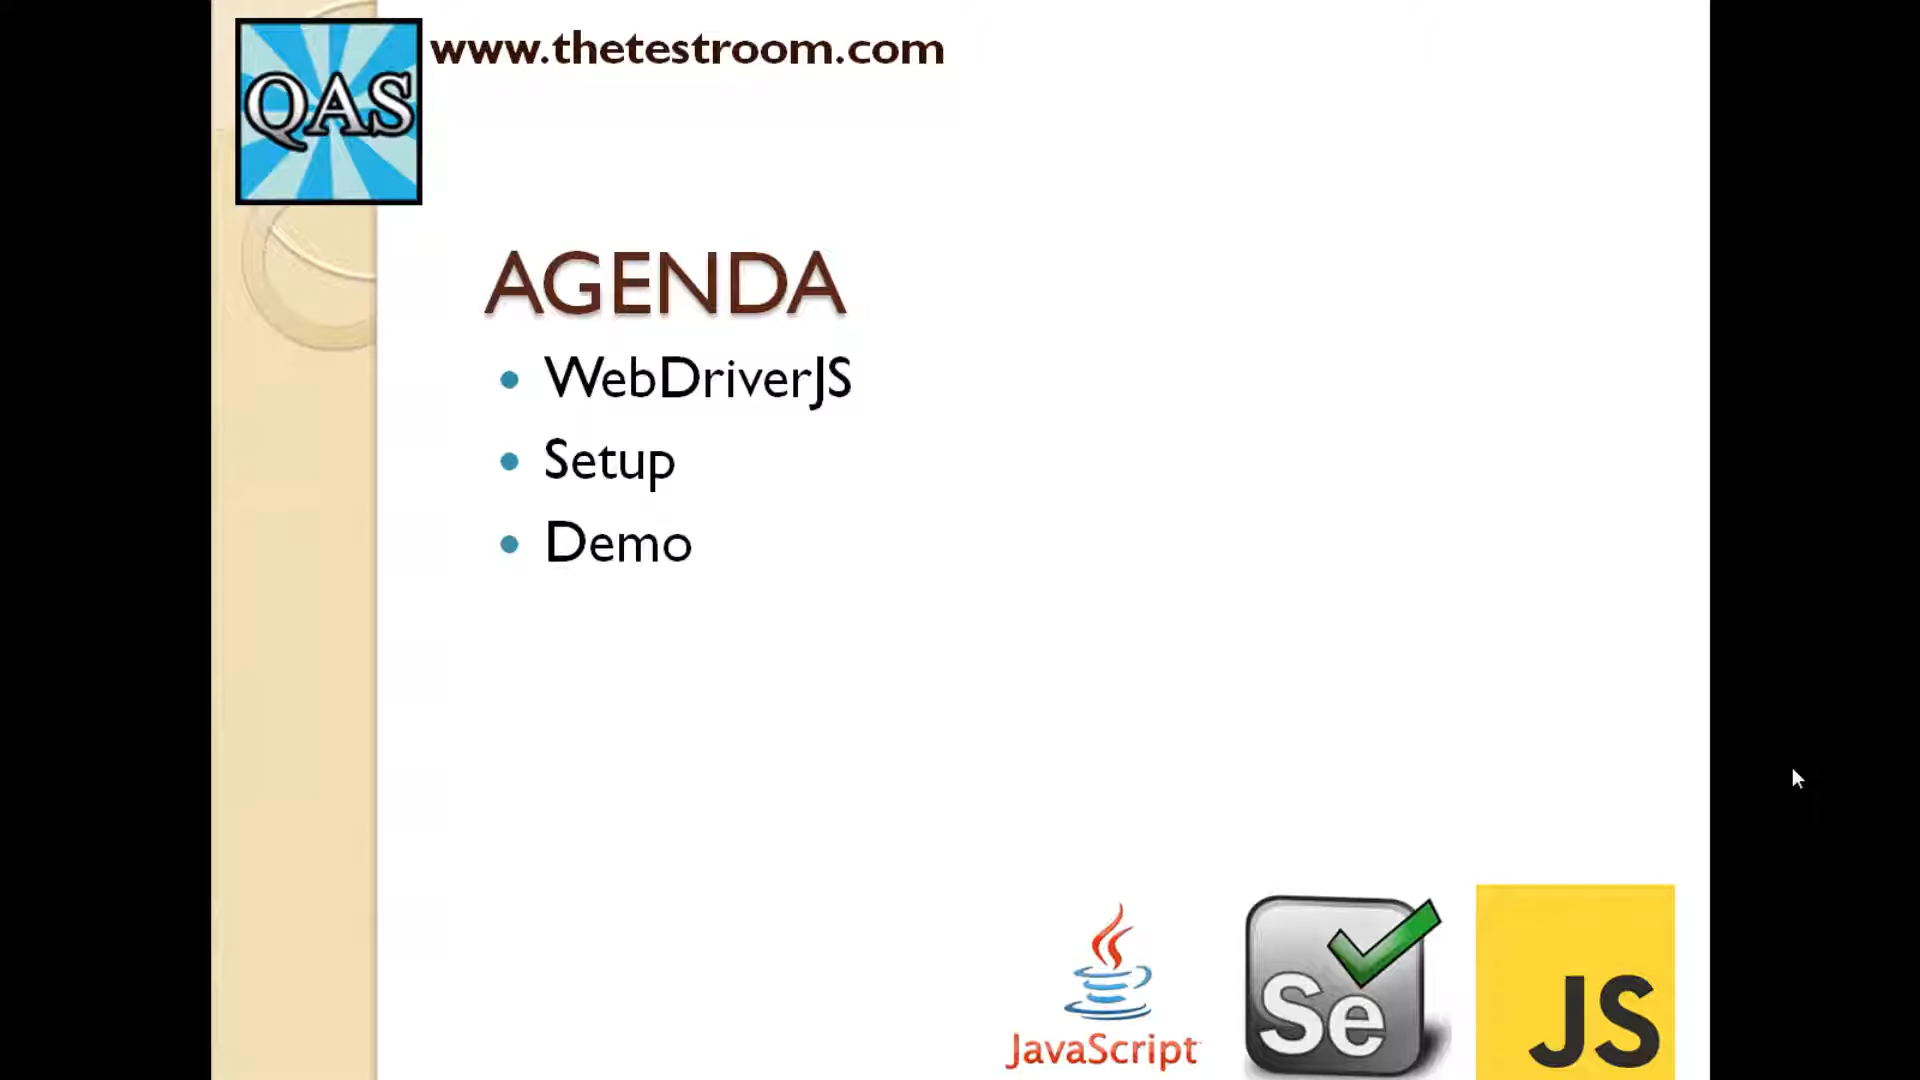 QAS
www.thetestroom.com
AGENDA
• WebDriverJS
• Setup
• Demo
JavaScript
Se
JS